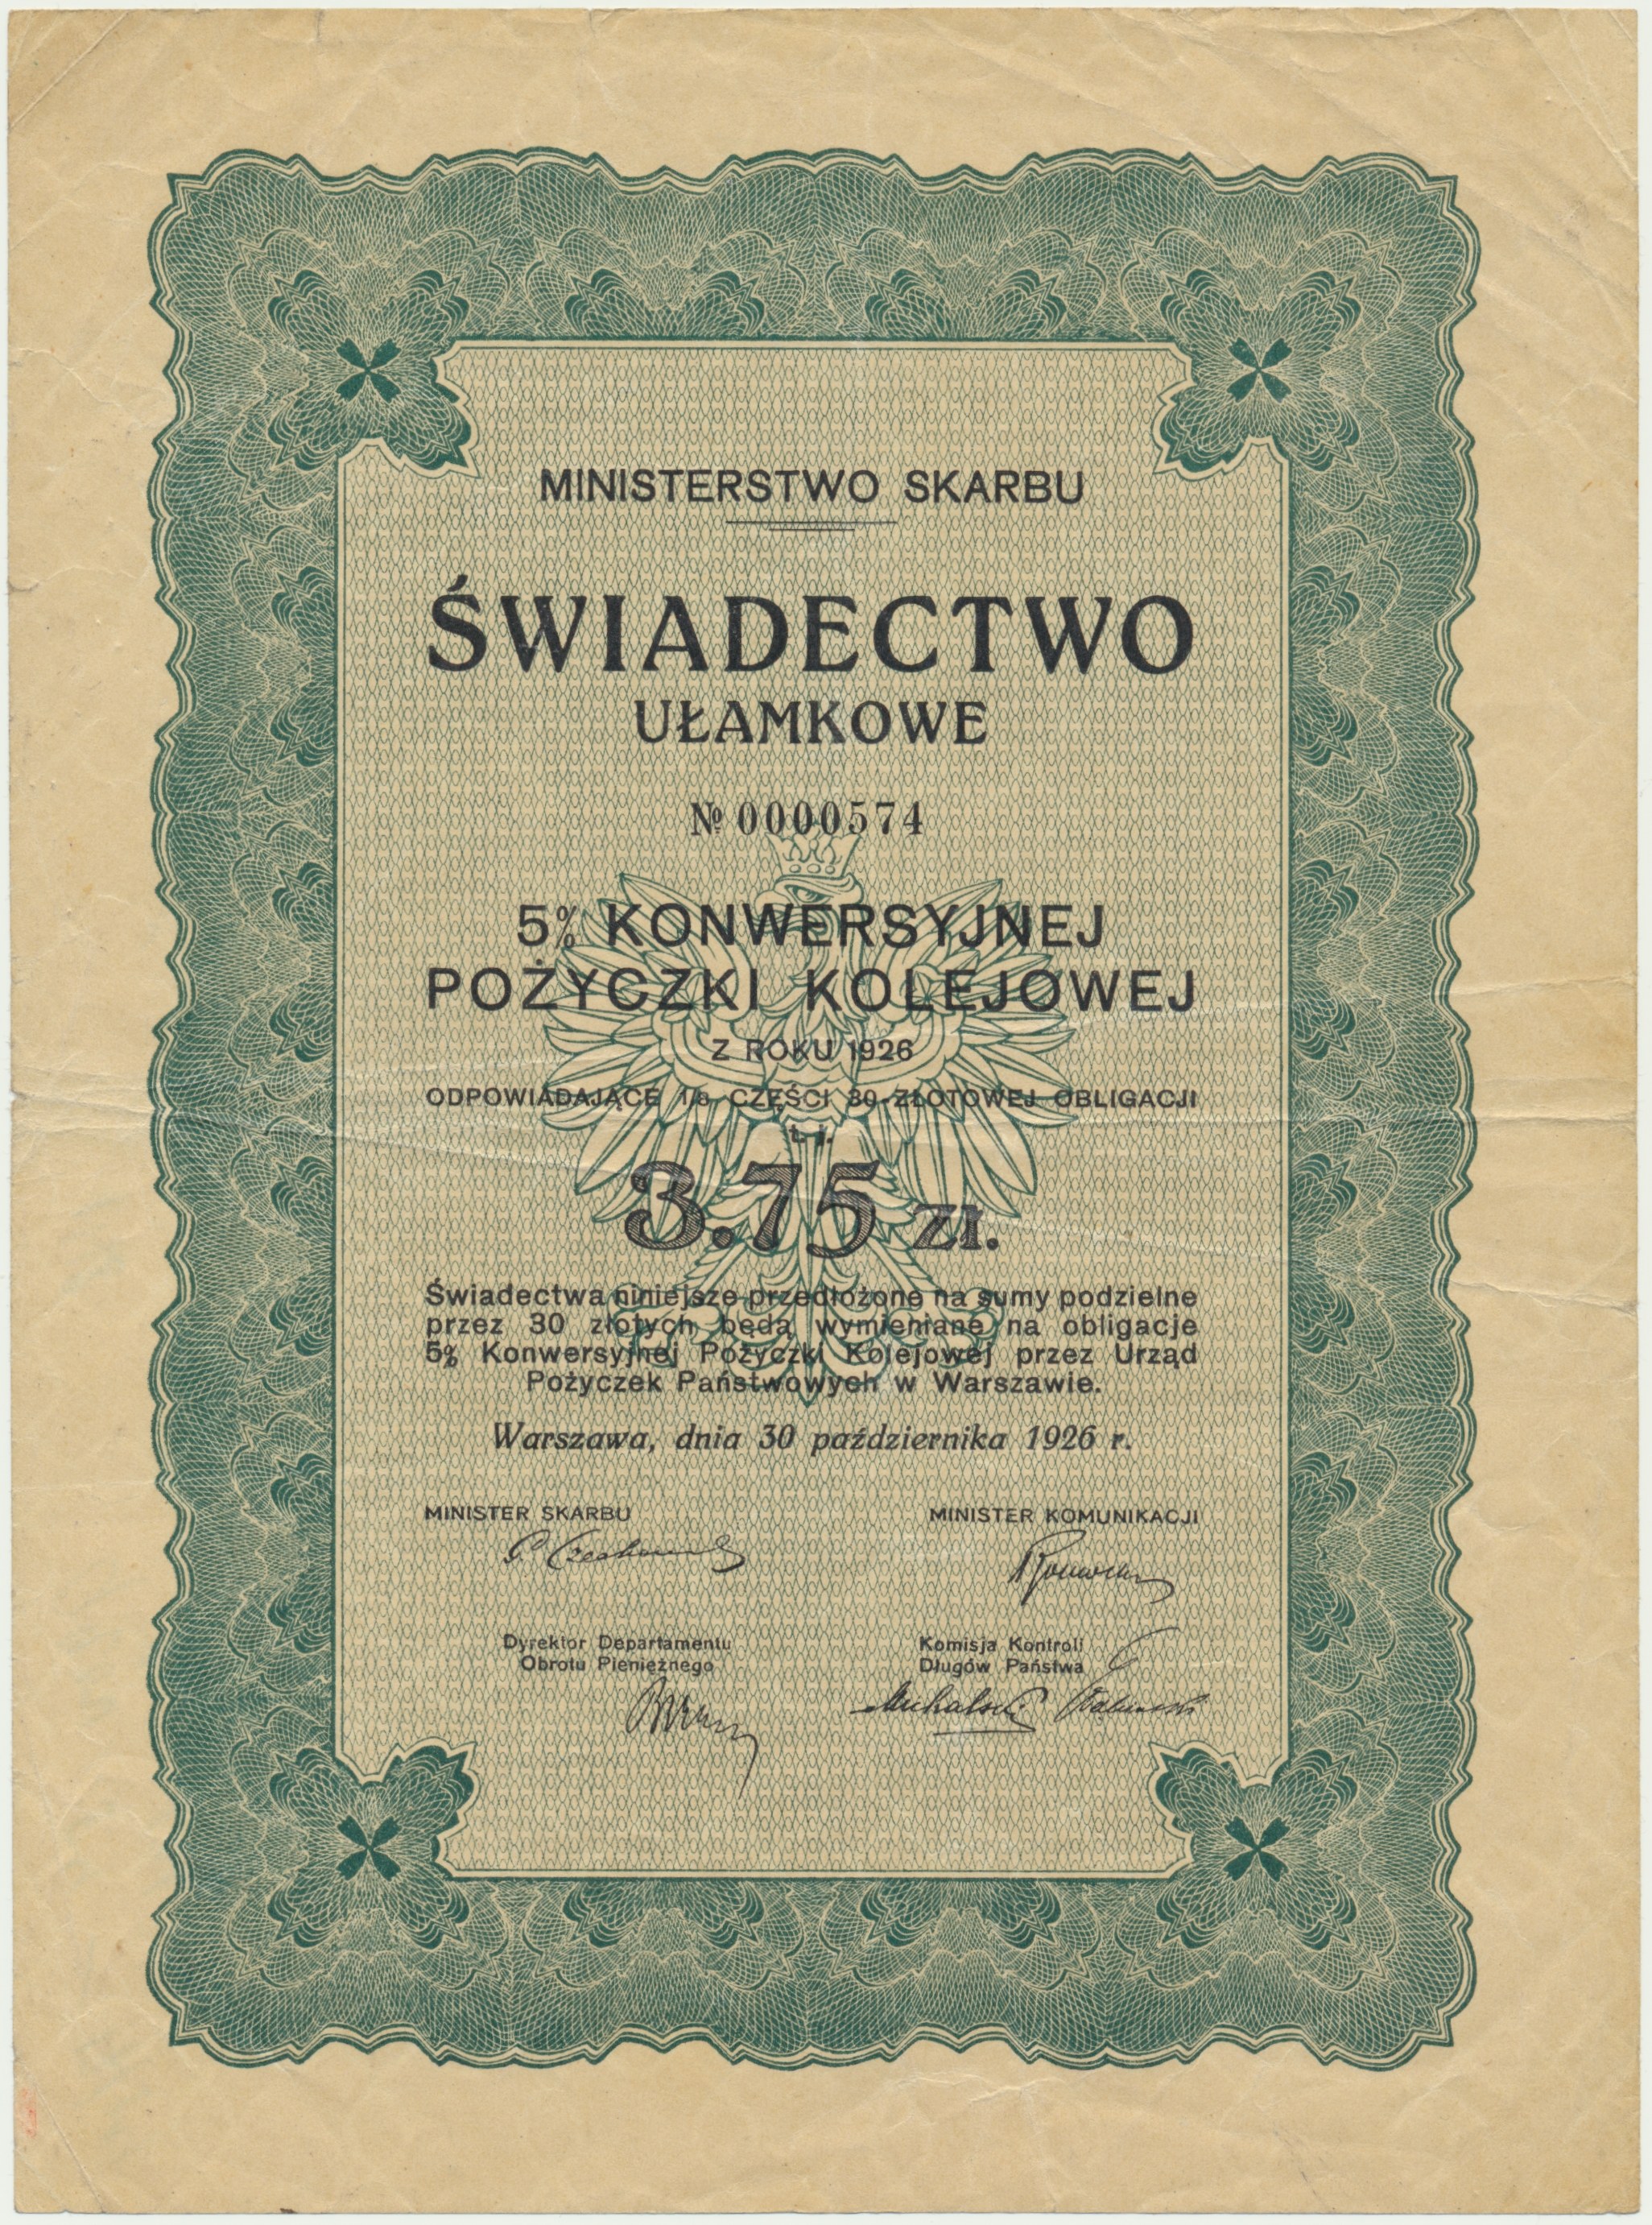 MINISTERSTWO SKARBU
ŚWIADECTWO
UŁAMKOWE
№ 0000574
5% KONWERSYJNEJ
POŻYCZKI KOLEJOWEJ
Z ROKU 1926
ODPOWIADAJĄCE 1/8 CZĘŚCI 30-ZŁOTOWEJ OBLIGACJI
t. j.
3.75 zł.
Świadectwa niniejsze przedłożone na sumy podzielne
przez 30 złotych będą wymieniane na obligacje
5% Konwersyjnej Pożyczki Kolejowej przez Urząd
Pożyczek Państwowych w Warszawie.
Warszawa, dnia 30 października 1926 r.
MINISTER SKARBU
MINISTER KOMUNIKACJI
Dyrektor Departamentu
Obrotu Pieniężnego
Komisja Kontroli
Długów Państwa